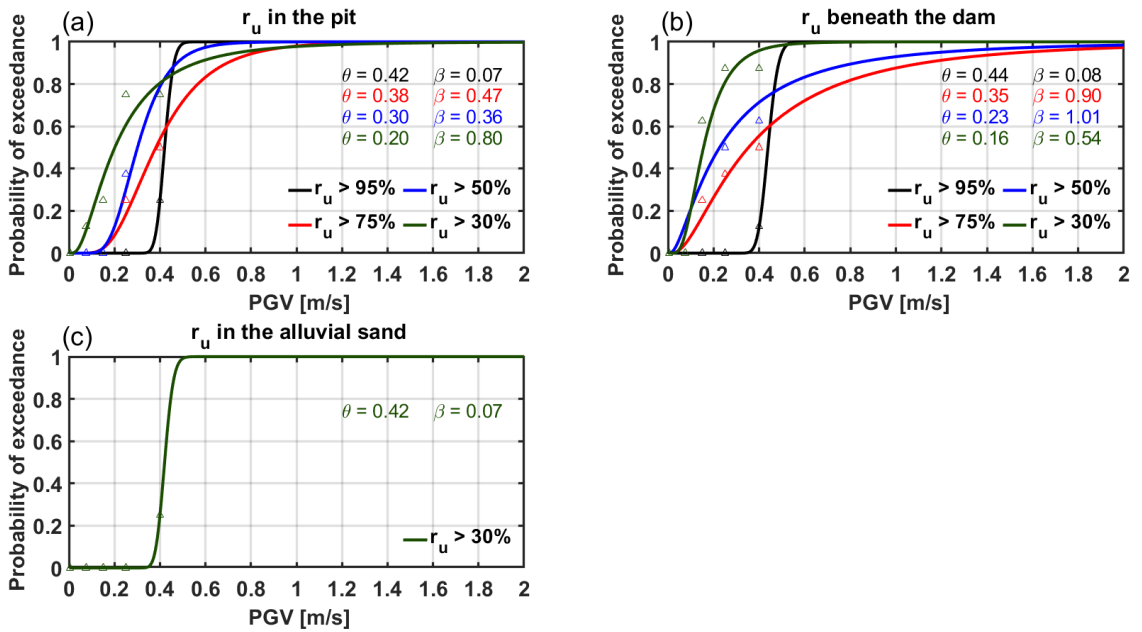 (a) r_u in the pit
Probability of exceedance
1
0.8
0.6
0.4
0.2
0
θ = 0.42 β = 0.07
θ = 0.38 β = 0.47
θ = 0.30 β = 0.36
θ = 0.20 β = 0.80
r_u > 95% r_u > 50%
r_u > 75% r_u > 30%
0 0.2 0.4 0.6 0.8 1 1.2 1.4 1.6 1.8 2
PGV [m/s]
(b) r_u beneath the dam
Probability of exceedance
1
0.8
0.6
0.4
0.2
0
θ = 0.44 β = 0.08
θ = 0.35 β = 0.90
θ = 0.23 β = 1.01
θ = 0.16 β = 0.54
r_u > 95% r_u > 50%
r_u > 75% r_u > 30%
0 0.2 0.4 0.6 0.8 1 1.2 1.4 1.6 1.8 2
PGV [m/s]
(c) r_u in the alluvial sand
Probability of exceedance
1
0.8
0.6
0.4
0.2
0
θ = 0.42 β = 0.07
r_u > 30%
0 0.2 0.4 0.6 0.8 1 1.2 1.4 1.6 1.8 2
PGV [m/s]